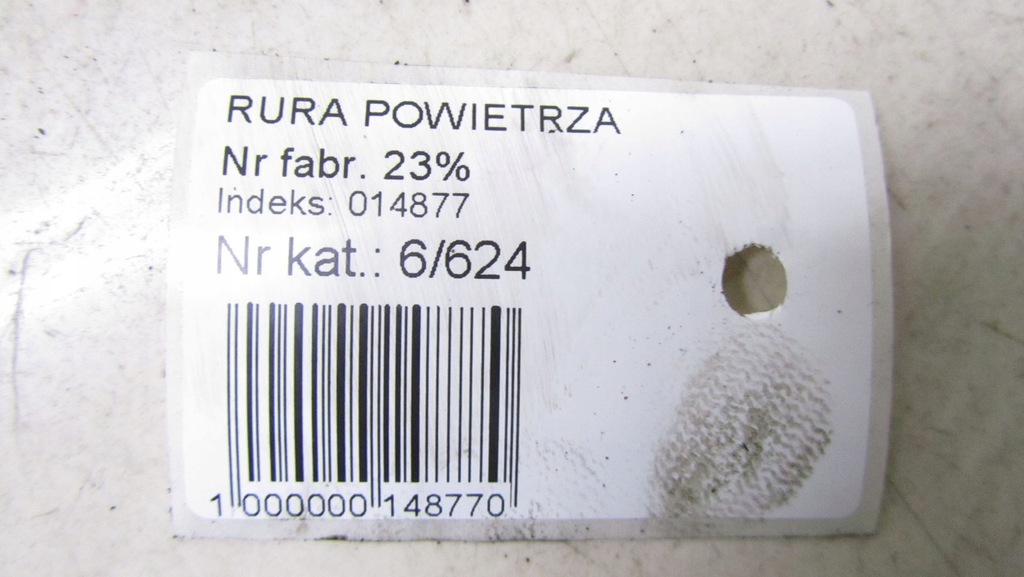 RURA POWIETRZA
Nr fabr. 23%
Indeks: 014877
Nr kat.: 6/624
1 000000 148770